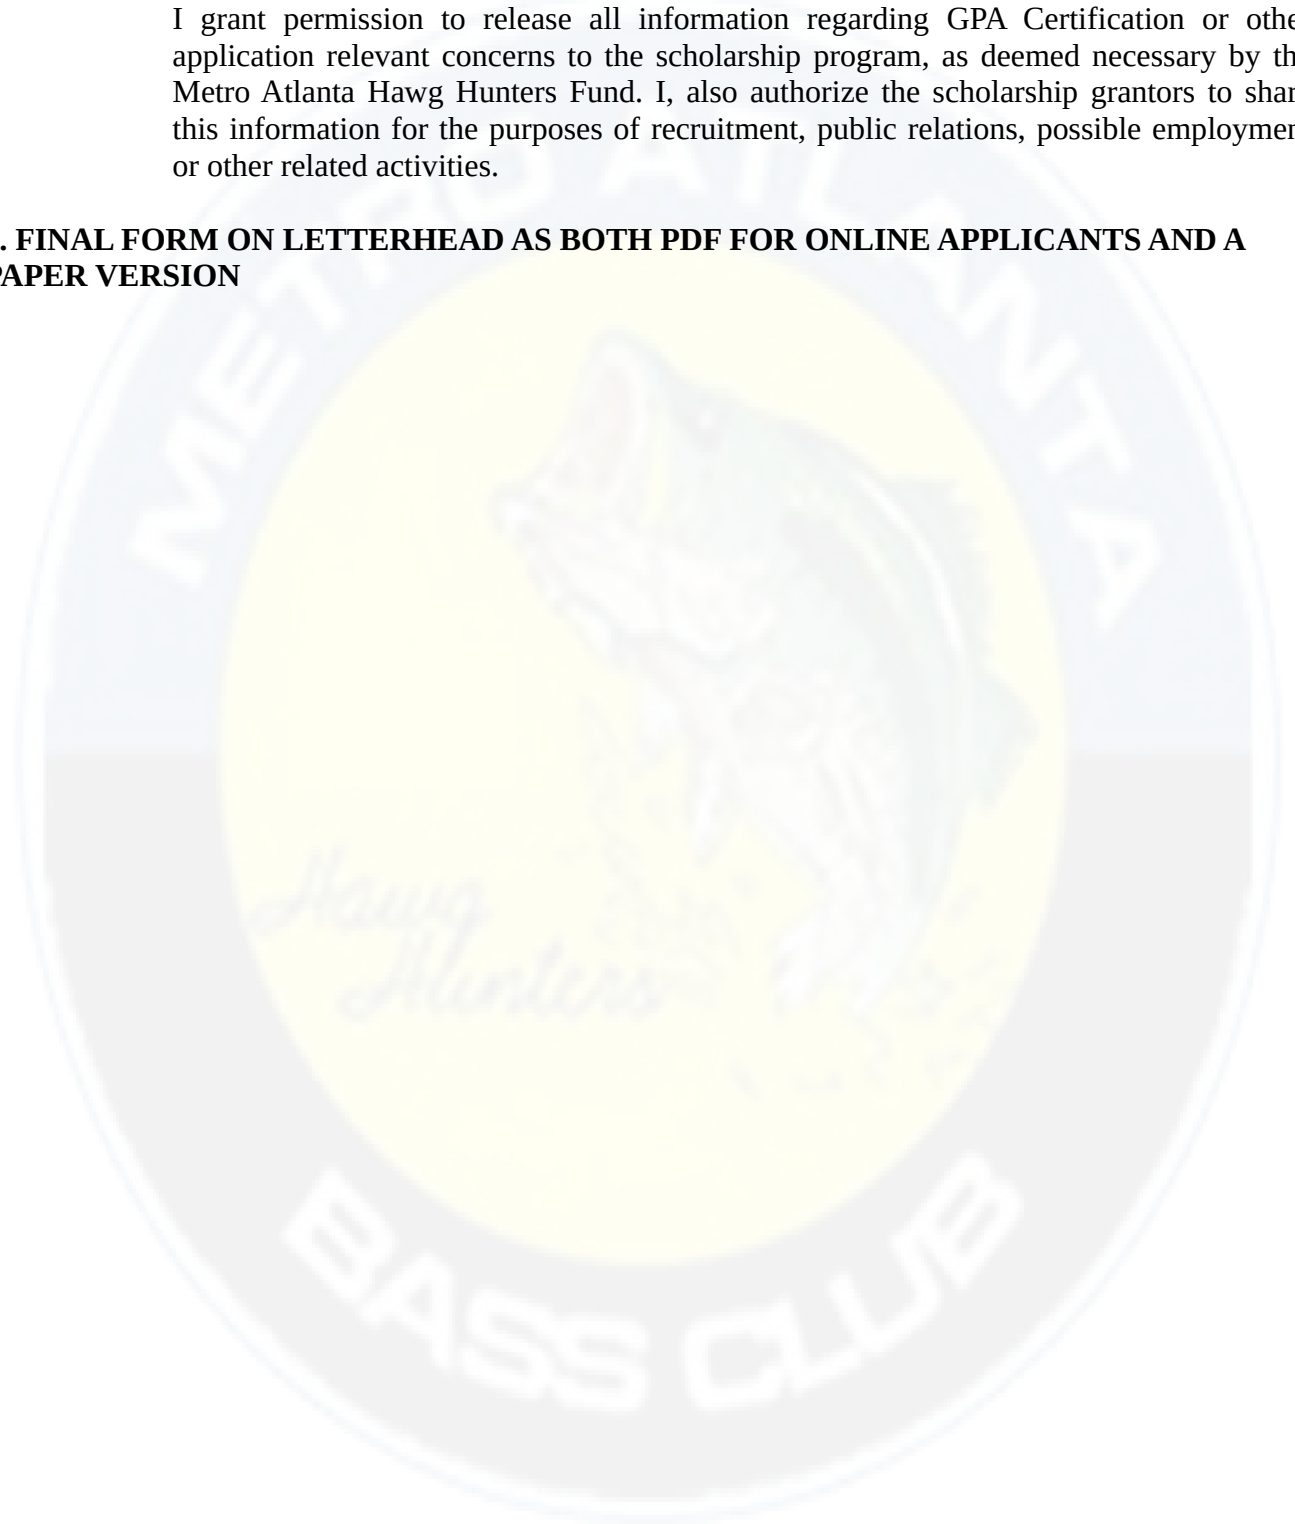 I grant permission to release all information regarding GPA Certification or othe
application relevant concerns to the scholarship program, as deemed necessary by th
Metro Atlanta Hawg Hunters Fund. I, also authorize the scholarship grantors to shar
this information for the purposes of recruitment, public relations, possible employmen
or other related activities.
. FINAL FORM ON LETTERHEAD AS BOTH PDF FOR ONLINE APPLICANTS AND A
PAPER VERSION
METRO ATLANTA
Hawg
Hunters
BASS CLUB